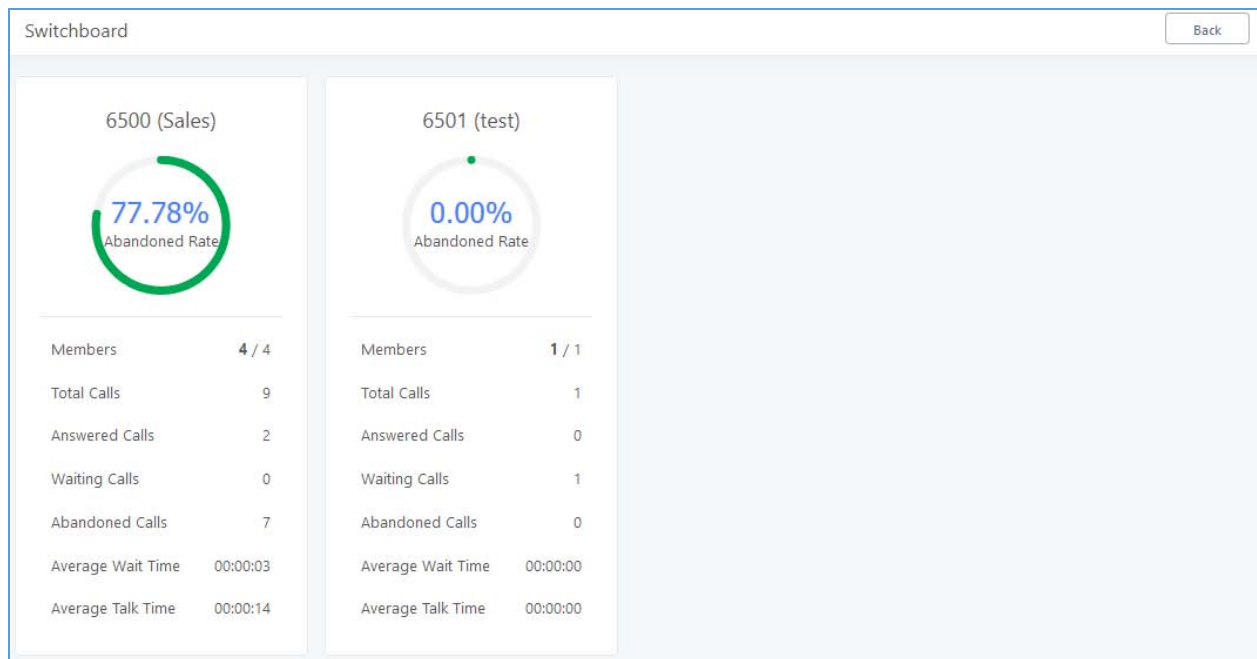 Switchboard
Back
6500 (Sales)
77.78%
Abandoned Rate
Members 4 / 4
Total Calls 9
Answered Calls 2
Waiting Calls 0
Abandoned Calls 7
Average Wait Time 00:00:03
Average Talk Time 00:00:14
6501 (test)
0.00%
Abandoned Rate
Members 1 / 1
Total Calls 1
Answered Calls 0
Waiting Calls 1
Abandoned Calls 0
Average Wait Time 00:00:00
Average Talk Time 00:00:00